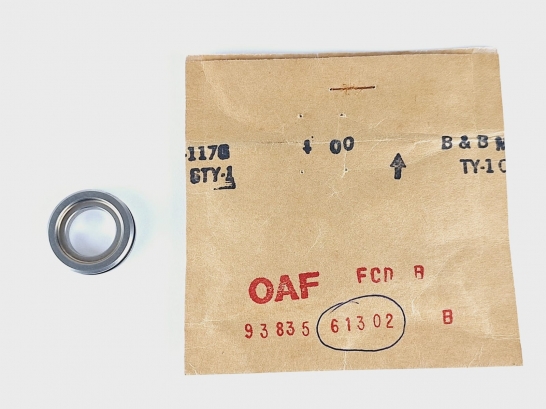 -1176 00 B & B
QTY-1 TY-1
OAF FCD B
93835 61302 B